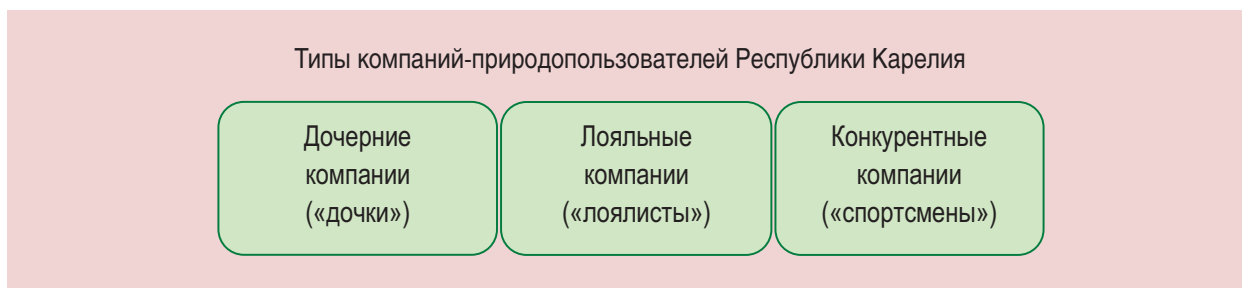 Типы компаний-природопользователей Республики Карелия
Дочерние
компании
(«дочки»)
Лояльные
компании
(«лоялисты»)
Конкурентные
компании
(«спортсмены»)